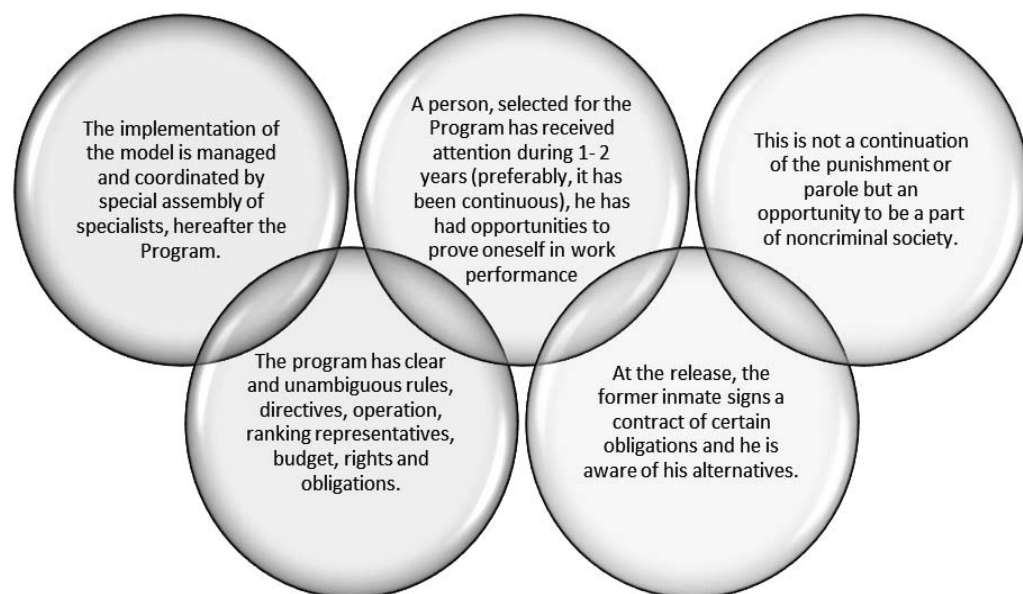 The implementation of
the model is managed
and coordinated by
special assembly of
specialists, hereafter the
Program.
A person, selected for the
Program has received
attention during 1- 2
years (preferably, it has
been continuous), he has
had opportunities to
prove oneself in work
performance
This is not a continuation
of the punishment or
parole but an
opportunity to be a part
of noncriminal society.
The program has clear
and unambiguous rules,
directives, operation,
ranking representatives,
budget, rights and
obligations.
At the release, the
former inmate signs a
contract of certain
obligations and he is
aware of his alternatives.